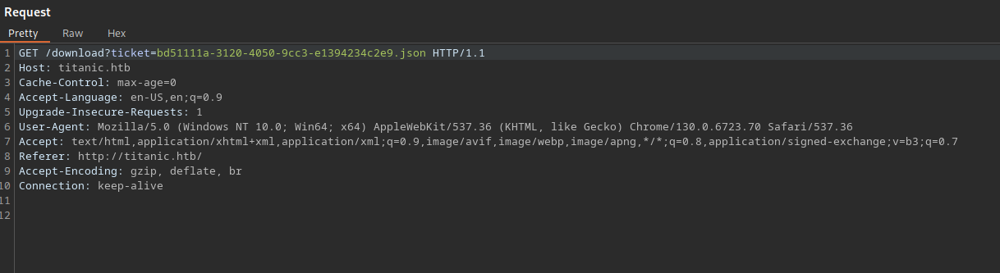 Request
Pretty Raw Hex
1 GET /download?ticket=bd51111a-3120-4050-9cc3-e1394234c2e9.json HTTP/1.1
2 Host: titanic.htb
3 Cache-Control: max-age=0
4 Accept-Language: en-US,en;q=0.9
5 Upgrade-Insecure-Requests: 1
6 User-Agent: Mozilla/5.0 (Windows NT 10.0; Win64; x64) AppleWebKit/537.36 (KHTML, like Gecko) Chrome/130.0.6723.70 Safari/537.36
7 Accept: text/html,application/xhtml+xml,application/xml;q=0.9,image/avif,image/webp,image/apng,*/*;q=0.8,application/signed-exchange;v=b3;q=0.7
8 Referer: http://titanic.htb/
9 Accept-Encoding: gzip, deflate, br
10 Connection: keep-alive
11
12